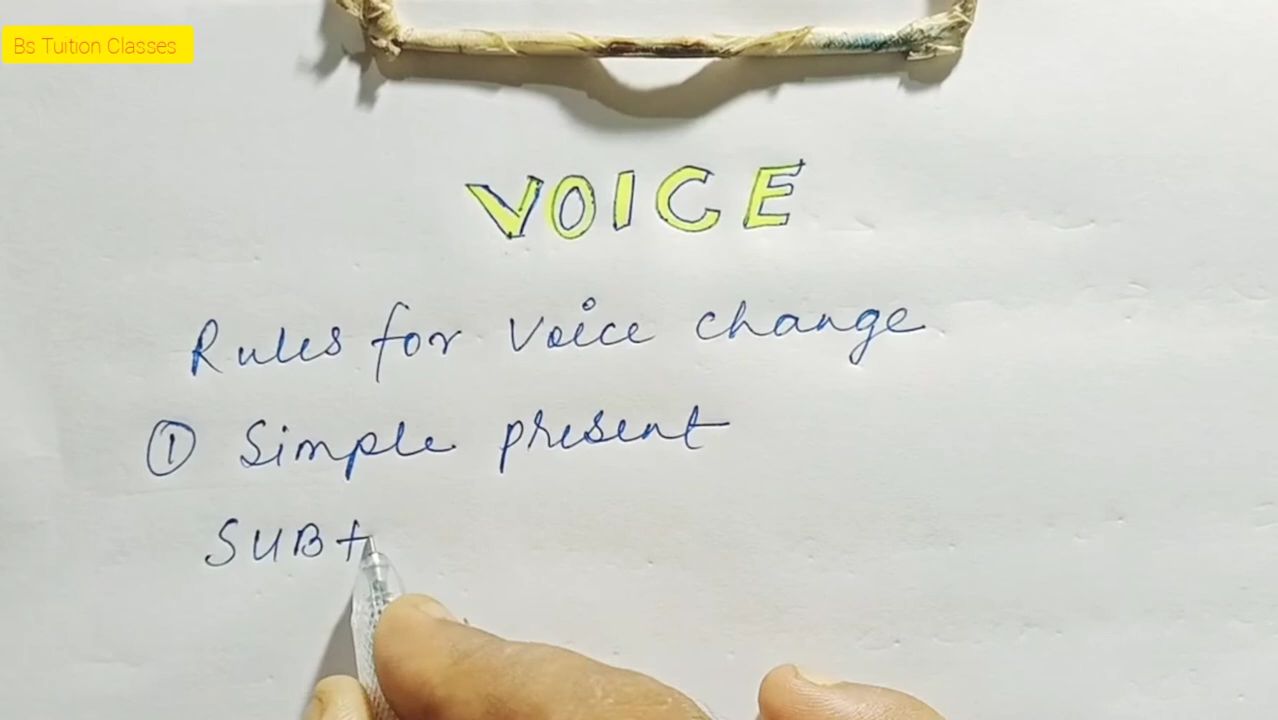 Bs Tuition Classes
VOICE
Rules for Voice change
① Simple present
SUB+